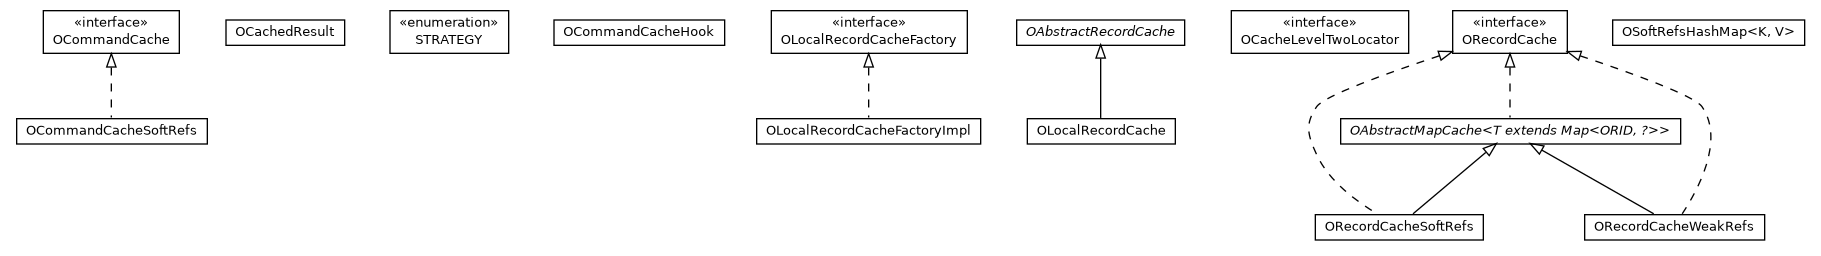 «interface»
OCommandCache
OCachedResult
«enumeration»
STRATEGY
OCommandCacheHook
«interface»
OLocalRecordCacheFactory
OAbstractRecordCache
«interface»
OCacheLevelTwoLocator
«interface»
ORecordCache
OSoftRefsHashMap<K, V>
OCommandCacheSoftRefs
OLocalRecordCacheFactoryImpl
OLocalRecordCache
OAbstractMapCache<T extends Map<ORID, ?>>
ORecordCacheSoftRefs
ORecordCacheWeakRefs